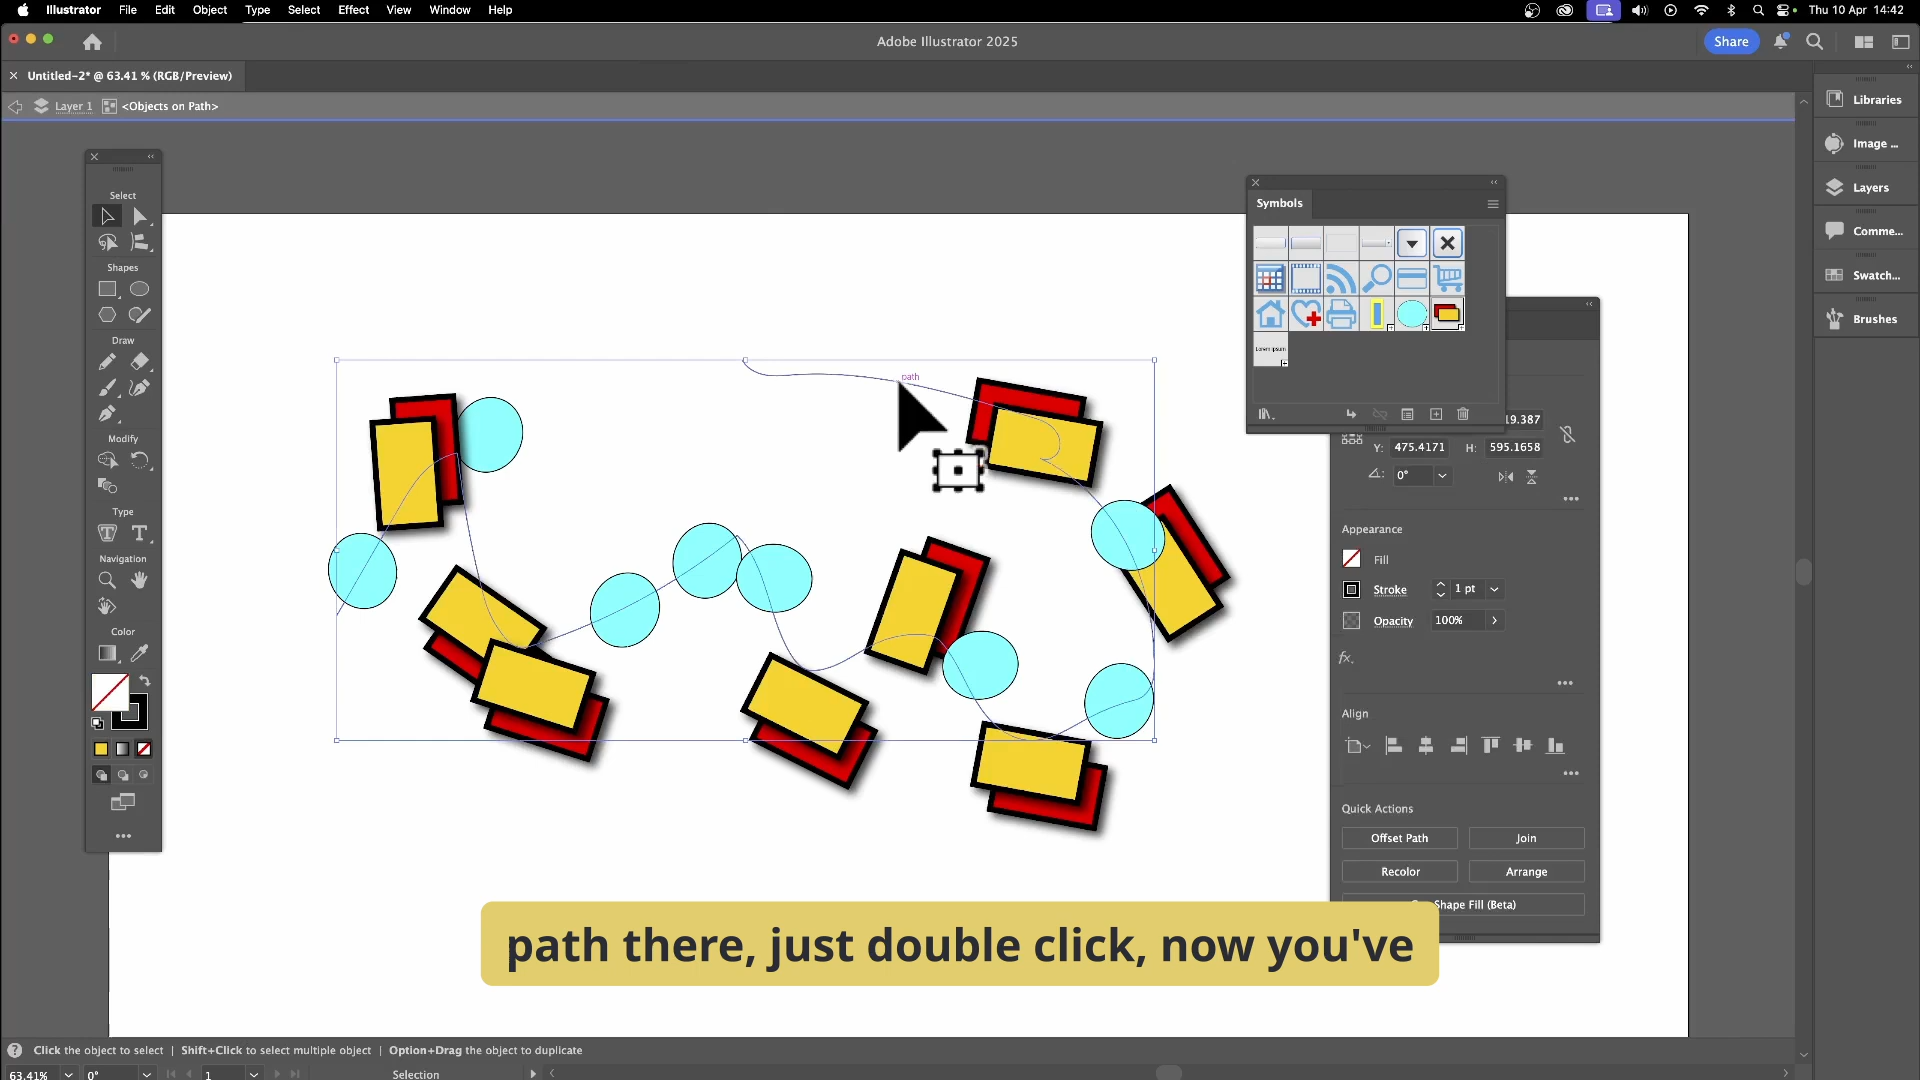 Illustrator File Edit Object Type Select Effect View Window Help
Thu 10 Apr 14:42
Adobe Illustrator 2025
Share
Untitled-2* @ 63.41 % (RGB/Preview)
Layer 1 <Objects on Path>
Select
Shapes
Draw
Modify
Type
Navigation
Color
path
Symbols
Lorem Ipsum
19.387
Y: 475.4171 H: 595.1658
0°
Appearance
Fill
Stroke 1 pt
Opacity 100%
fx.
Align
Quick Actions
Offset Path Join
Recolor Arrange
Shape Fill (Beta)
Libraries
Image ...
Layers
Comme...
Swatch...
Brushes
path there, just double click, now you've
Click the object to select | Shift+Click to select multiple object | Option+Drag the object to duplicate
63.41% 0° 1 Selection